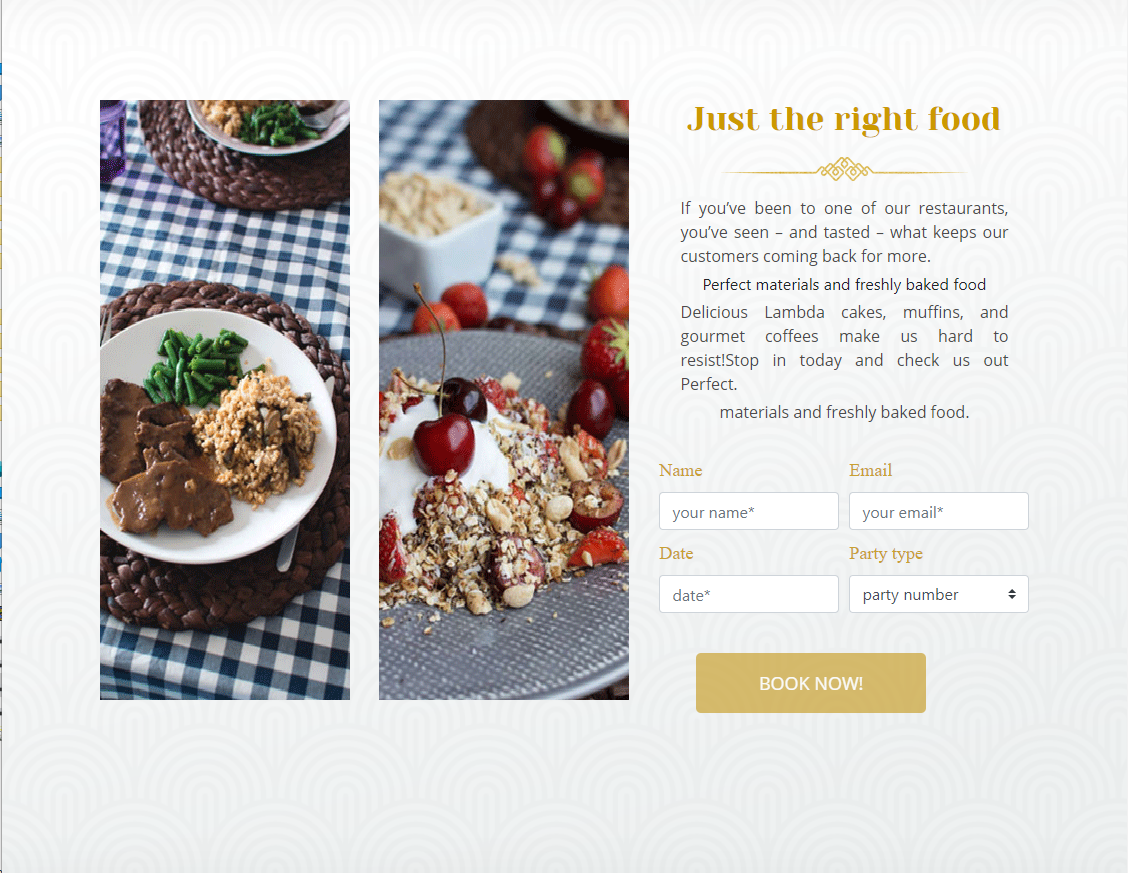 Just the right food
If you’ve been to one of our restaurants,
you’ve seen – and tasted – what keeps our
customers coming back for more.
Perfect materials and freshly baked food
Delicious Lambda cakes, muffins, and
gourmet coffees make us hard to
resist!Stop in today and check us out
Perfect.
materials and freshly baked food.
Name Email
your name* your email*
Date Party type
date* party number
BOOK NOW!